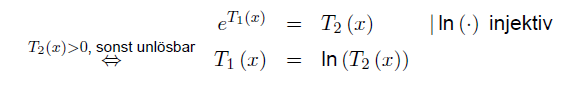 e^{T_1(x)} = T_2 (x) | ln (·) injektiv
T_2(x)>0, sonst unlösbar ⇔ T_1 (x) = ln (T_2 (x))